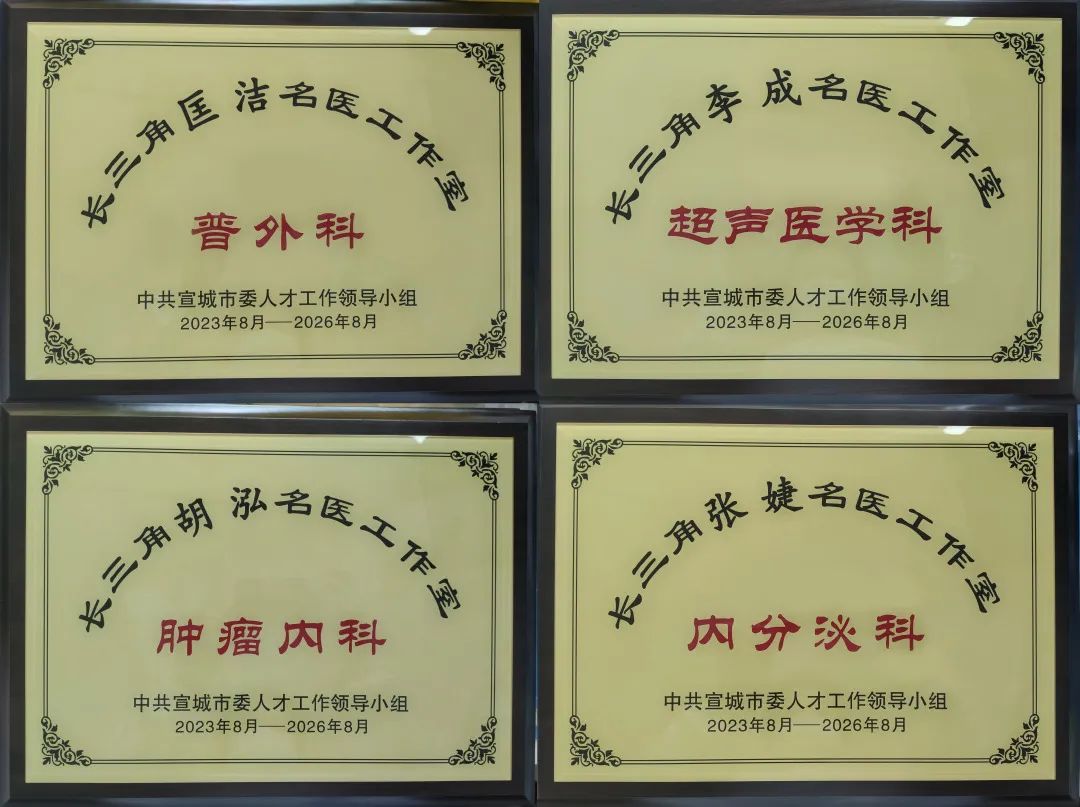 长三角匡洁名医工作室
普外科
中共宣城市委人才工作领导小组
2023年8月——2026年8月
长三角李成名医工作室
超声医学科
中共宣城市委人才工作领导小组
2023年8月——2026年8月
长三角胡泓名医工作室
肿瘤内科
中共宣城市委人才工作领导小组
2023年8月——2026年8月
长三角张婕名医工作室
内分泌科
中共宣城市委人才工作领导小组
2023年8月——2026年8月